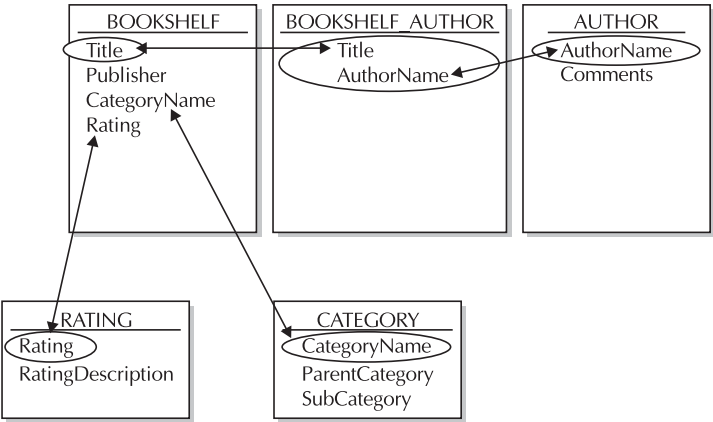 BOOKSHELF
Title
Publisher
CategoryName
Rating
BOOKSHELF_AUTHOR
Title
AuthorName
AUTHOR
AuthorName
Comments
RATING
Rating
RatingDescription
CATEGORY
CategoryName
ParentCategory
SubCategory